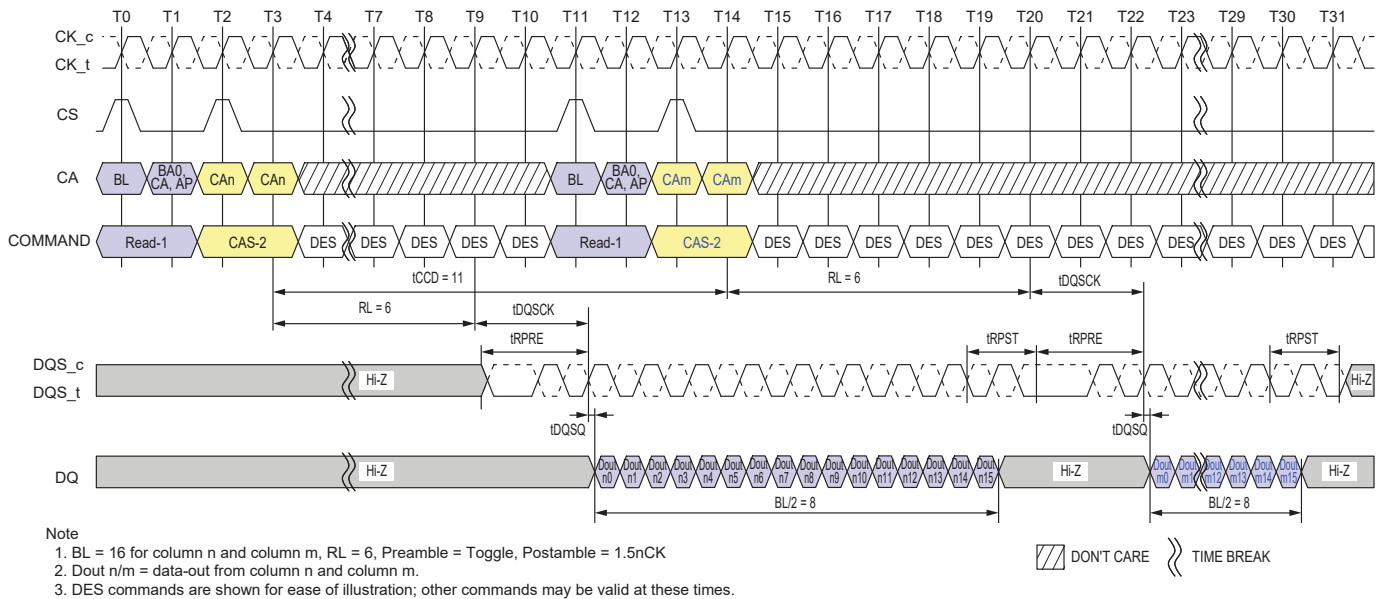 T0 T1 T2 T3 T4 T7 T8 T9 T10 T11 T12 T13 T14 T15 T16 T17 T18 T19 T20 T21 T22 T23 T29 T30 T31
CK_c
CK_t
CS
CA BL BA0, CA, AP CAn CAn BL BA0, CA, AP CAm CAm
COMMAND Read-1 CAS-2 DES DES DES DES DES Read-1 CAS-2 DES DES DES DES DES DES DES DES DES DES DES DES
tCCD = 11 RL = 6 tDQSCK
RL = 6 tDQSCK
tRPRE tRPST tRPRE tRPST
DQS_c
DQS_t
Hi-Z Hi-Z
tDQSQ tDQSQ
DQ Hi-Z Dout n0 Dout n1 Dout n2 Dout n3 Dout n4 Dout n5 Dout n6 Dout n7 Dout n8 Dout n9 Dout n10 Dout n11 Dout n12 Dout n13 Dout n14 Dout n15 Hi-Z Dout m0 Dout m1 Dout m12 Dout m13 Dout m14 Dout m15 Hi-Z
BL/2 = 8 BL/2 = 8
Note
1. BL = 16 for column n and column m, RL = 6, Preamble = Toggle, Postamble = 1.5nCK
2. Dout n/m = data-out from column n and column m.
3. DES commands are shown for ease of illustration; other commands may be valid at these times.
DON'T CARE TIME BREAK